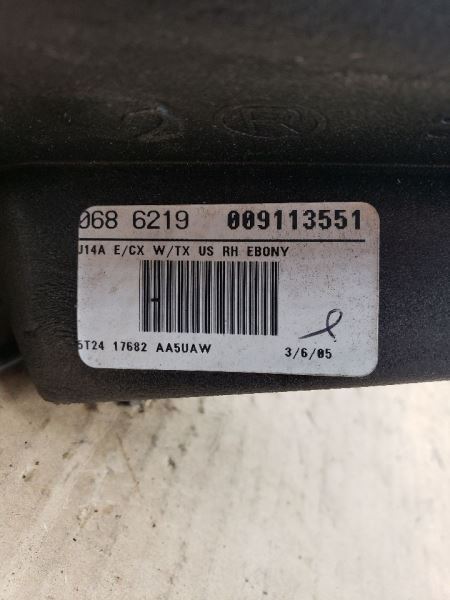 068 6219 009113551
J14A E/CX W/TX US RH EBONY
5T24 17682 AA5UAW
3/6/05